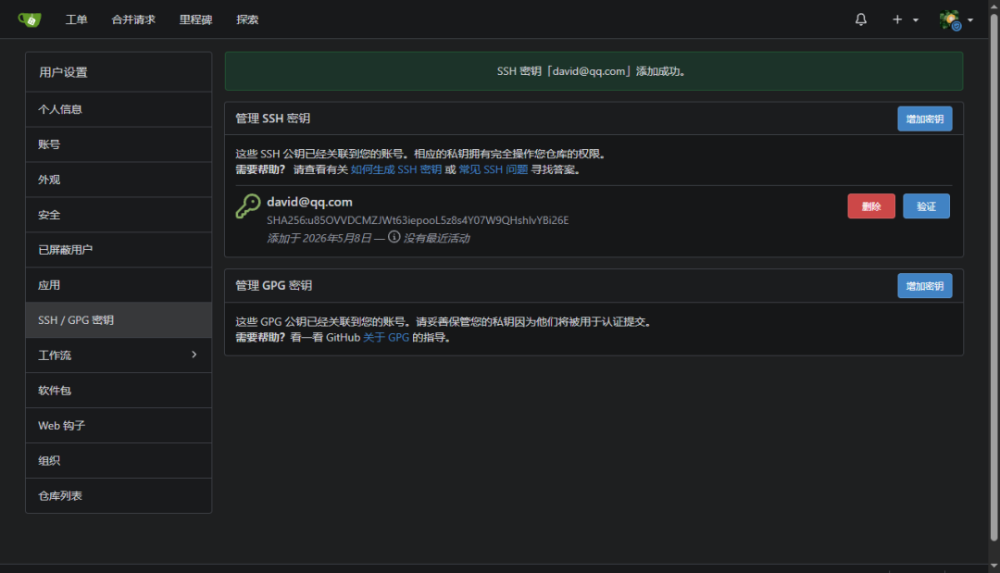 工单 合并请求 里程碑 探索
用户设置
个人信息
账号
外观
安全
已屏蔽用户
应用
SSH / GPG 密钥
工作流
软件包
Web 钩子
组织
仓库列表
SSH 密钥「david@qq.com」添加成功。
管理 SSH 密钥 增加密钥
这些 SSH 公钥已经关联到您的账号。相应的私钥拥有完全操作您仓库的权限。
需要帮助? 请查看有关 如何生成 SSH 密钥 或 常见 SSH 问题 寻找答案。
david@qq.com 删除 验证
SHA256:u85OVVDCMZJWt63iepooL5z8s4Y07W9QHshlvYBi26E
添加于 2026年5月8日 — 没有最近活动
管理 GPG 密钥 增加密钥
这些 GPG 公钥已经关联到您的账号。请妥善保管您的私钥因为他们将被用于认证提交。
需要帮助? 看一看 GitHub 关于 GPG 的指导。